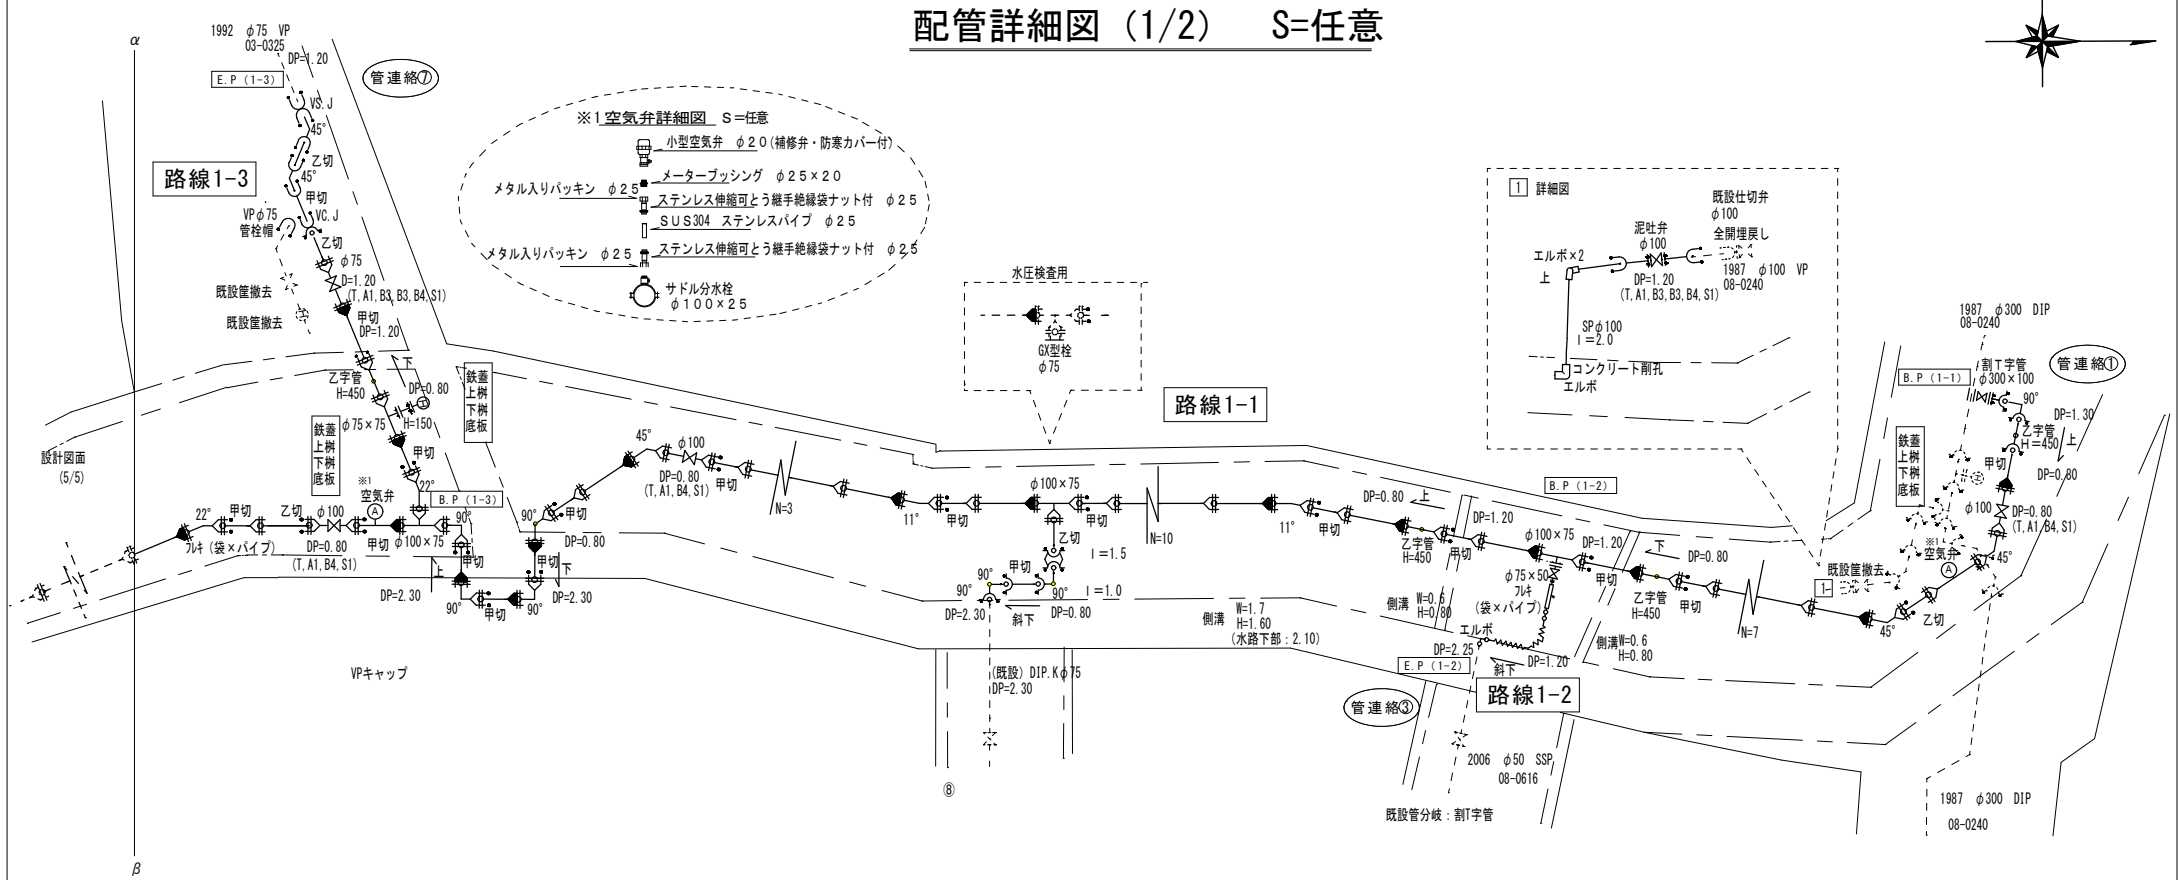 配管詳細図 (1/2)　S=任意
α
1992 φ75 VP
03-0325
DP=1.20
E.P (1-3)
管連絡⑦
VS.J
45°
乙切
45°
甲切
路線1-3
VPφ75
管栓帽
VC.J
乙切
φ75
D=1.20
(T,A1,B3,B3,B4,S1)
既設筐撤去
甲切
既設筐撤去
DP=1.20
下
乙字管
H=450
DP=0.80
H=150
φ75×75
鉄蓋
上桝
下桝
底板
鉄蓋
上桝
下桝
底板
甲切
22°
B.P (1-3)
設計図面
(5/5)
※1
空気弁
A
22°
甲切
乙切
φ100
甲切
φ100×75
90°
ﾌﾚｷ (袋×パイプ)
DP=0.80
(T,A1,B4,S1)
甲切
上
DP=2.30
90°
甲切
90°
90°
甲切
DP=0.80
甲切
下
DP=2.30
VPキャップ
β
※1 空気弁詳細図 S=任意
小型空気弁 φ20(補修弁・防寒カバー付)
メーターブッシング φ25×20
メタル入りパッキン φ25
ステンレス伸縮可とう継手絶縁袋ナット付 φ25
SUS304 ステンレスパイプ φ25
メタル入りパッキン φ25
ステンレス伸縮可とう継手絶縁袋ナット付 φ25
サドル分水栓
φ100×25
45°
φ100
DP=0.80
(T,A1,B4,S1)
甲切
N=3
11°
甲切
水圧検査用
GX型栓
φ75
φ100×75
甲切
乙切
l=1.5
90°
甲切
90°
l=1.0
DP=2.30
斜下
DP=0.80
(既設) DIP.Kφ75
DP=2.30
⑧
N=10
路線1-1
11°
甲切
DP=0.80
上
乙字管
H=450
甲切
DP=1.20
φ100×75
DP=1.20
φ75×50
ﾌﾚｷ
(袋×パイプ)
側溝 W=0.6
H=0.80
側溝
W=1.7
H=1.60
(水路下部:2.10)
エルボ
DP=2.25
E.P (1-2)
斜下
DP=1.20
路線1-2
管連絡③
2006 φ50 SSP
08-0616
既設管分岐:割T字管
B.P (1-2)
下
DP=0.80
甲切
乙字管
H=450
甲切
側溝W=0.6
H=0.80
N=7
45°
乙切
1 詳細図
既設仕切弁
φ100
全開埋戻し
泥吐弁
φ100
エルボ×2
上
DP=1.20
(T,A1,B3,B3,B4,S1)
1987 φ100 VP
08-0240
SPφ100
l=2.0
コンクリート削孔
エルボ
1987 φ300 DIP
08-0240
割T字管
φ300×100
管連絡①
B.P (1-1)
90°
DP=1.30
乙字管
H=450
上
甲切
DP=0.80
鉄蓋
上桝
下桝
底板
φ100
DP=0.80
(T,A1,B4,S1)
※1
空気弁
A
45°
既設筐撤去
1
1987 φ300 DIP
08-0240